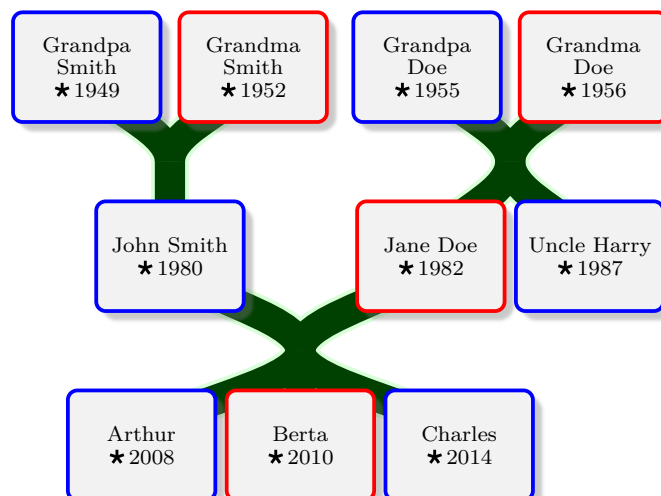 Grandpa
Smith
★ 1949
Grandma
Smith
★ 1952
Grandpa
Doe
★ 1955
Grandma
Doe
★ 1956
John Smith
★ 1980
Jane Doe
★ 1982
Uncle Harry
★ 1987
Arthur
★ 2008
Berta
★ 2010
Charles
★ 2014